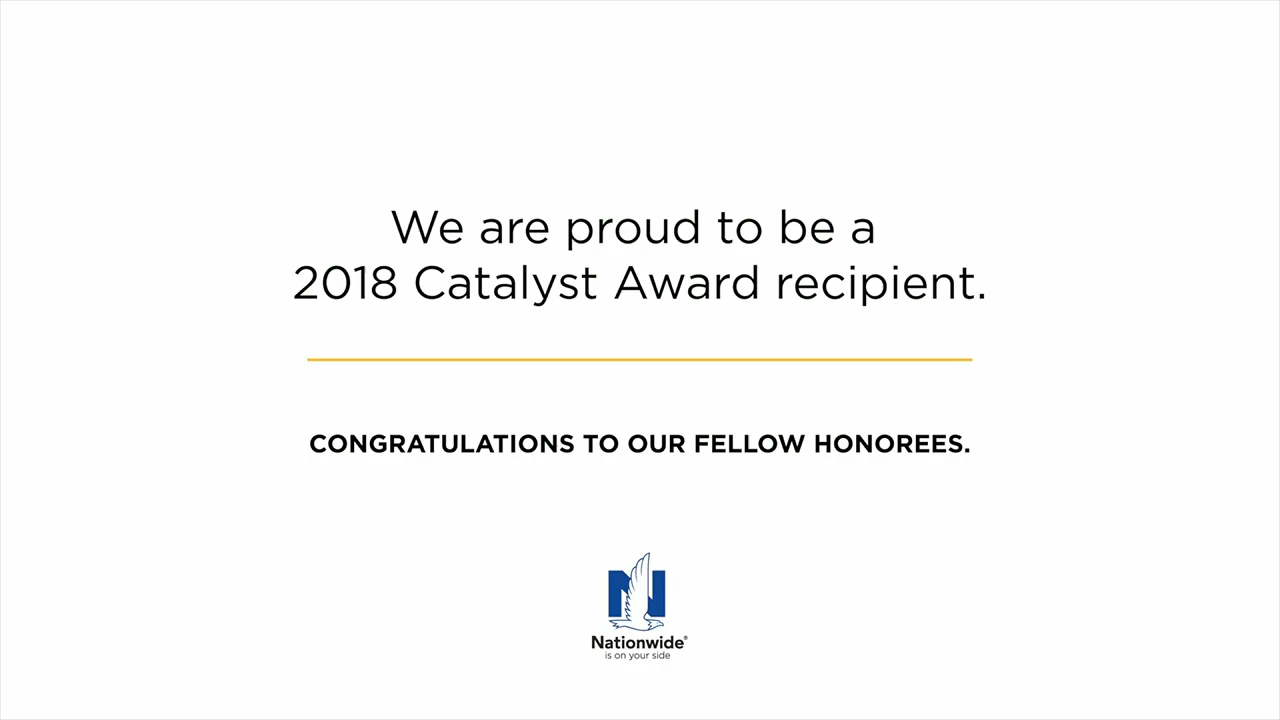 We are proud to be a
2018 Catalyst Award recipient.
CONGRATULATIONS TO OUR FELLOW HONOREES.
N
Nationwide®
is on your side